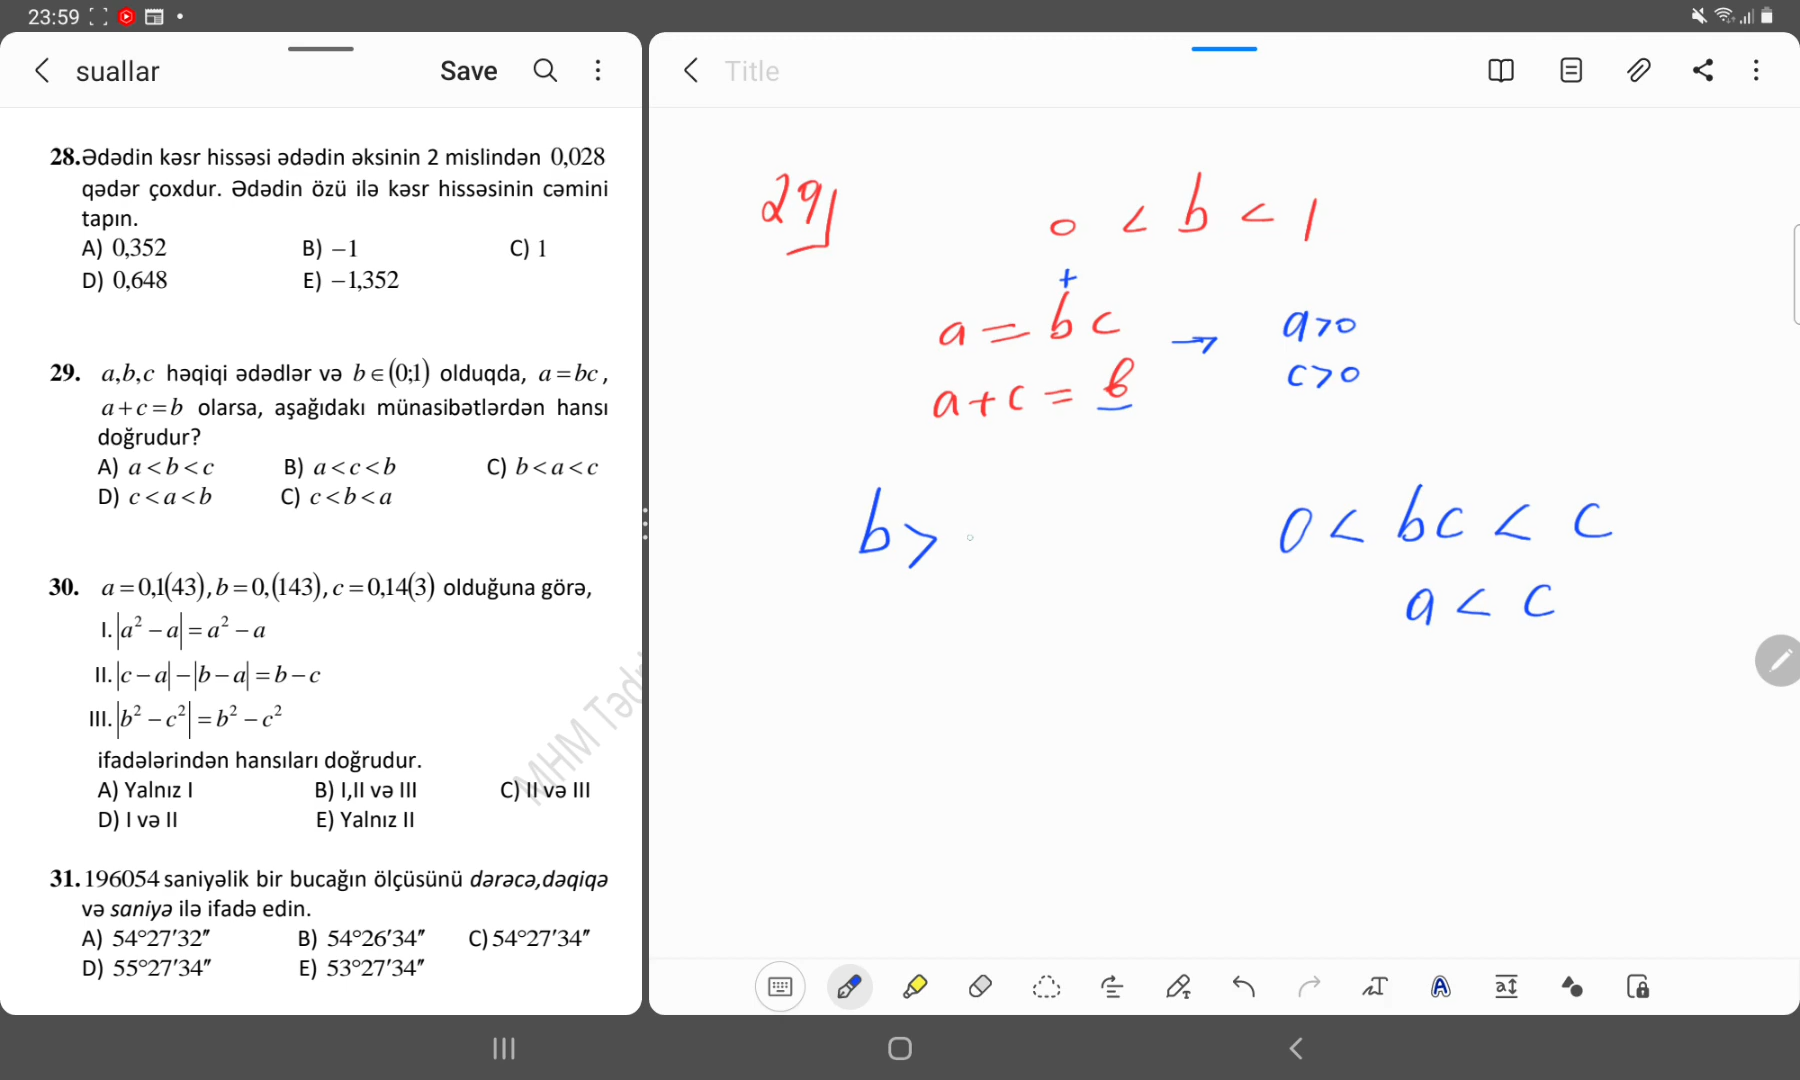 23:59
suallar Save
Title
28.Ədədin kəsr hissəsi ədədin əksinin 2 mislindən 0,028
qədər çoxdur. Ədədin özü ilə kəsr hissəsinin cəmini
tapın.
A) 0,352 B) −1 C) 1
D) 0,648 E) −1,352
29. a,b,c həqiqi ədədlər və b∈(0;1) olduqda, a=bc,
a+c=b olarsa, aşağıdakı münasibətlərdən hansı
doğrudur?
A) a<b<c B) a<c<b C) b<a<c
D) c<a<b C) c<b<a
30. a=0,1(43),b=0,(143),c=0,14(3) olduğuna görə,
I.|a²−a|=a²−a
II.|c−a|−|b−a|=b−c
III.|b²−c²|=b²−c²
ifadələrindən hansıları doğrudur.
A) Yalnız I B) I,II və III C) II və III
D) I və II E) Yalnız II
31.196054 saniyəlik bir bucağın ölçüsünü dərəcə,dəqiqə
və saniyə ilə ifadə edin.
A) 54°27′32″ B) 54°26′34″ C)54°27′34″
D) 55°27′34″ E) 53°27′34″
MHM Tədri
29) 0 < b < 1
+
a = b c → a>0
a+c = b c>0
b > 0 < bc < c
a < c